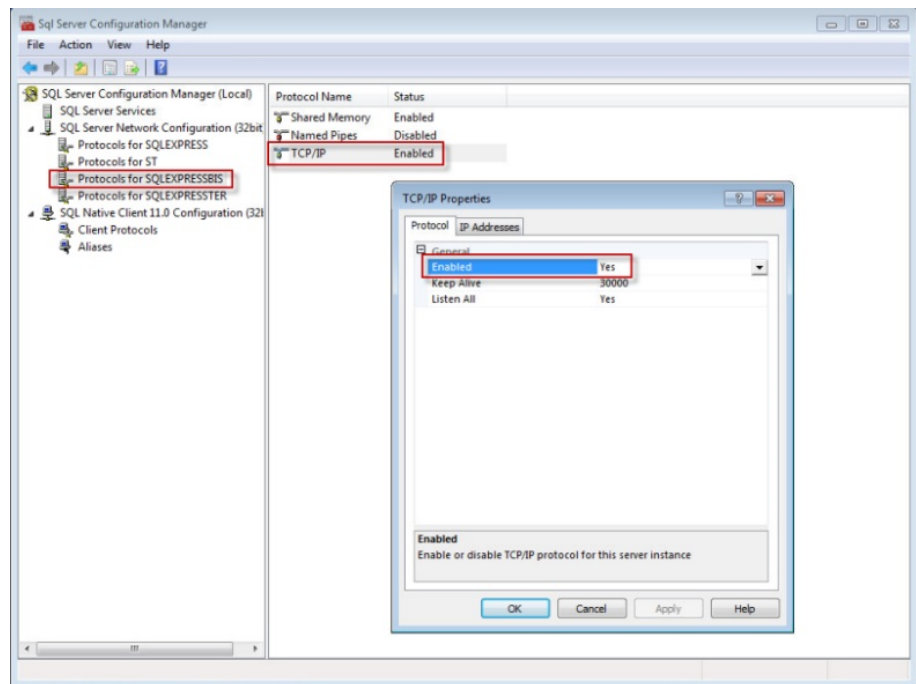 Sql Server Configuration Manager
File Action View Help
SQL Server Configuration Manager (Local)
SQL Server Services
SQL Server Network Configuration (32bit
Protocols for SQLEXPRESS
Protocols for ST
Protocols for SQLEXPRESSBIS
Protocols for SQLEXPRESSTER
SQL Native Client 11.0 Configuration (32b
Client Protocols
Aliases
Protocol Name Status
Shared Memory Enabled
Named Pipes Disabled
TCP/IP Enabled
TCP/IP Properties
Protocol IP Addresses
General
Enabled Yes
Keep Alive 30000
Listen All Yes
Enabled
Enable or disable TCP/IP protocol for this server instance
OK Cancel Apply Help